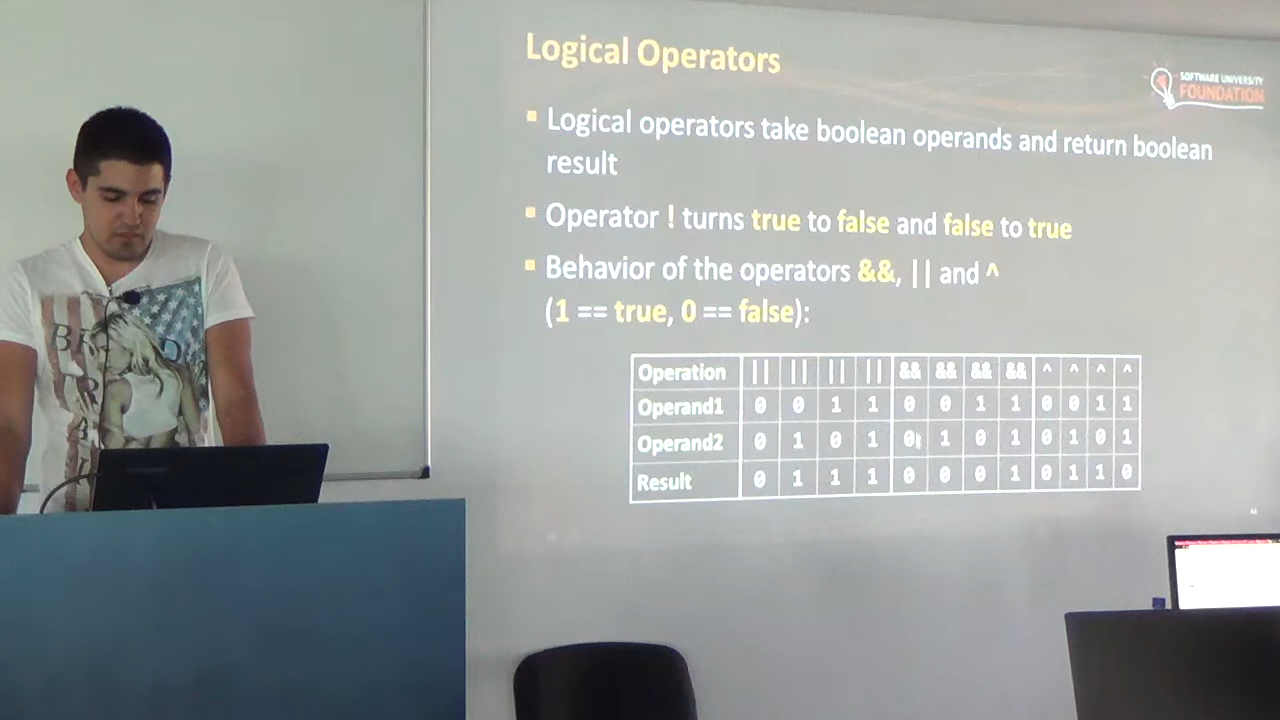 Logical Operators
SOFTWARE UNIVERSITY
FOUNDATION
Logical operators take boolean operands and return boolean
result
Operator ! turns true to false and false to true
Behavior of the operators &&, || and ^
(1 == true, 0 == false):
Operation || || || || && && && && ^ ^ ^ ^
Operand1 0 0 1 1 0 0 1 1 0 0 1 1
Operand2 0 1 0 1 0 1 0 1 0 1 0 1
Result 0 1 1 1 0 0 0 1 0 1 1 0